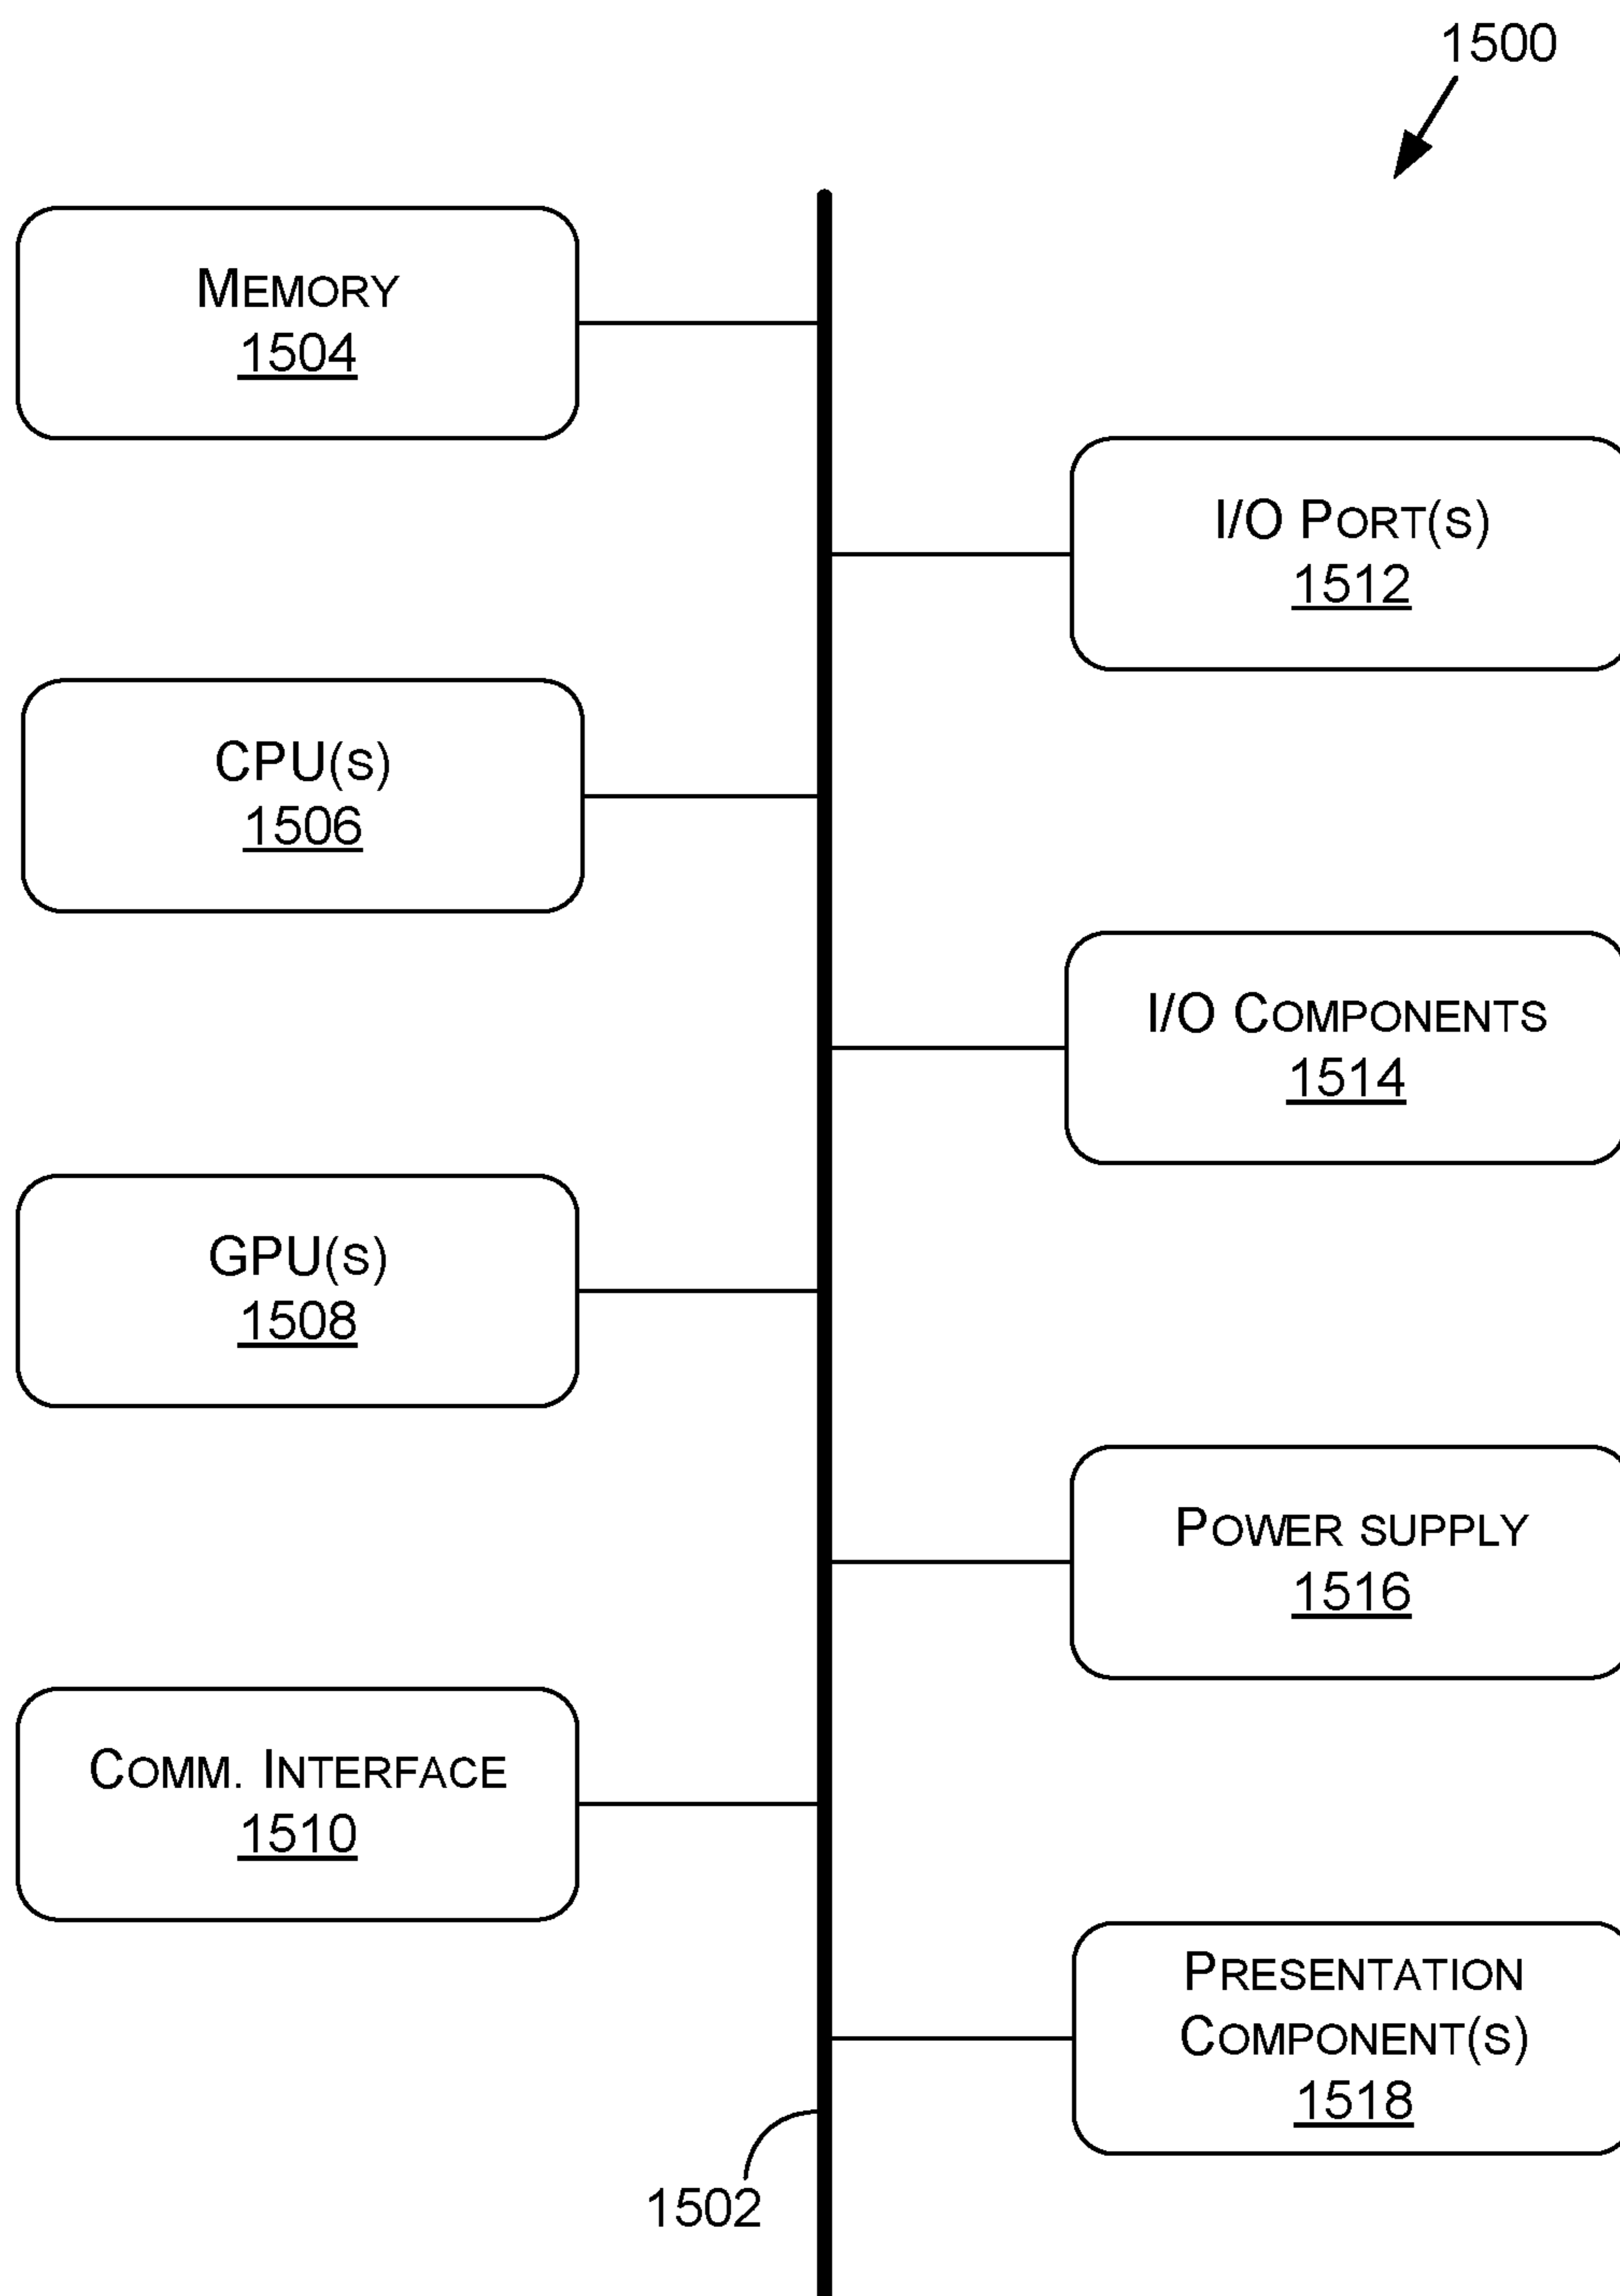 1500
MEMORY
1504
I/O PORT(S)
1512
CPU(S)
1506
I/O COMPONENTS
1514
GPU(S)
1508
POWER SUPPLY
1516
COMM. INTERFACE
1510
PRESENTATION
COMPONENT(S)
1518
1502